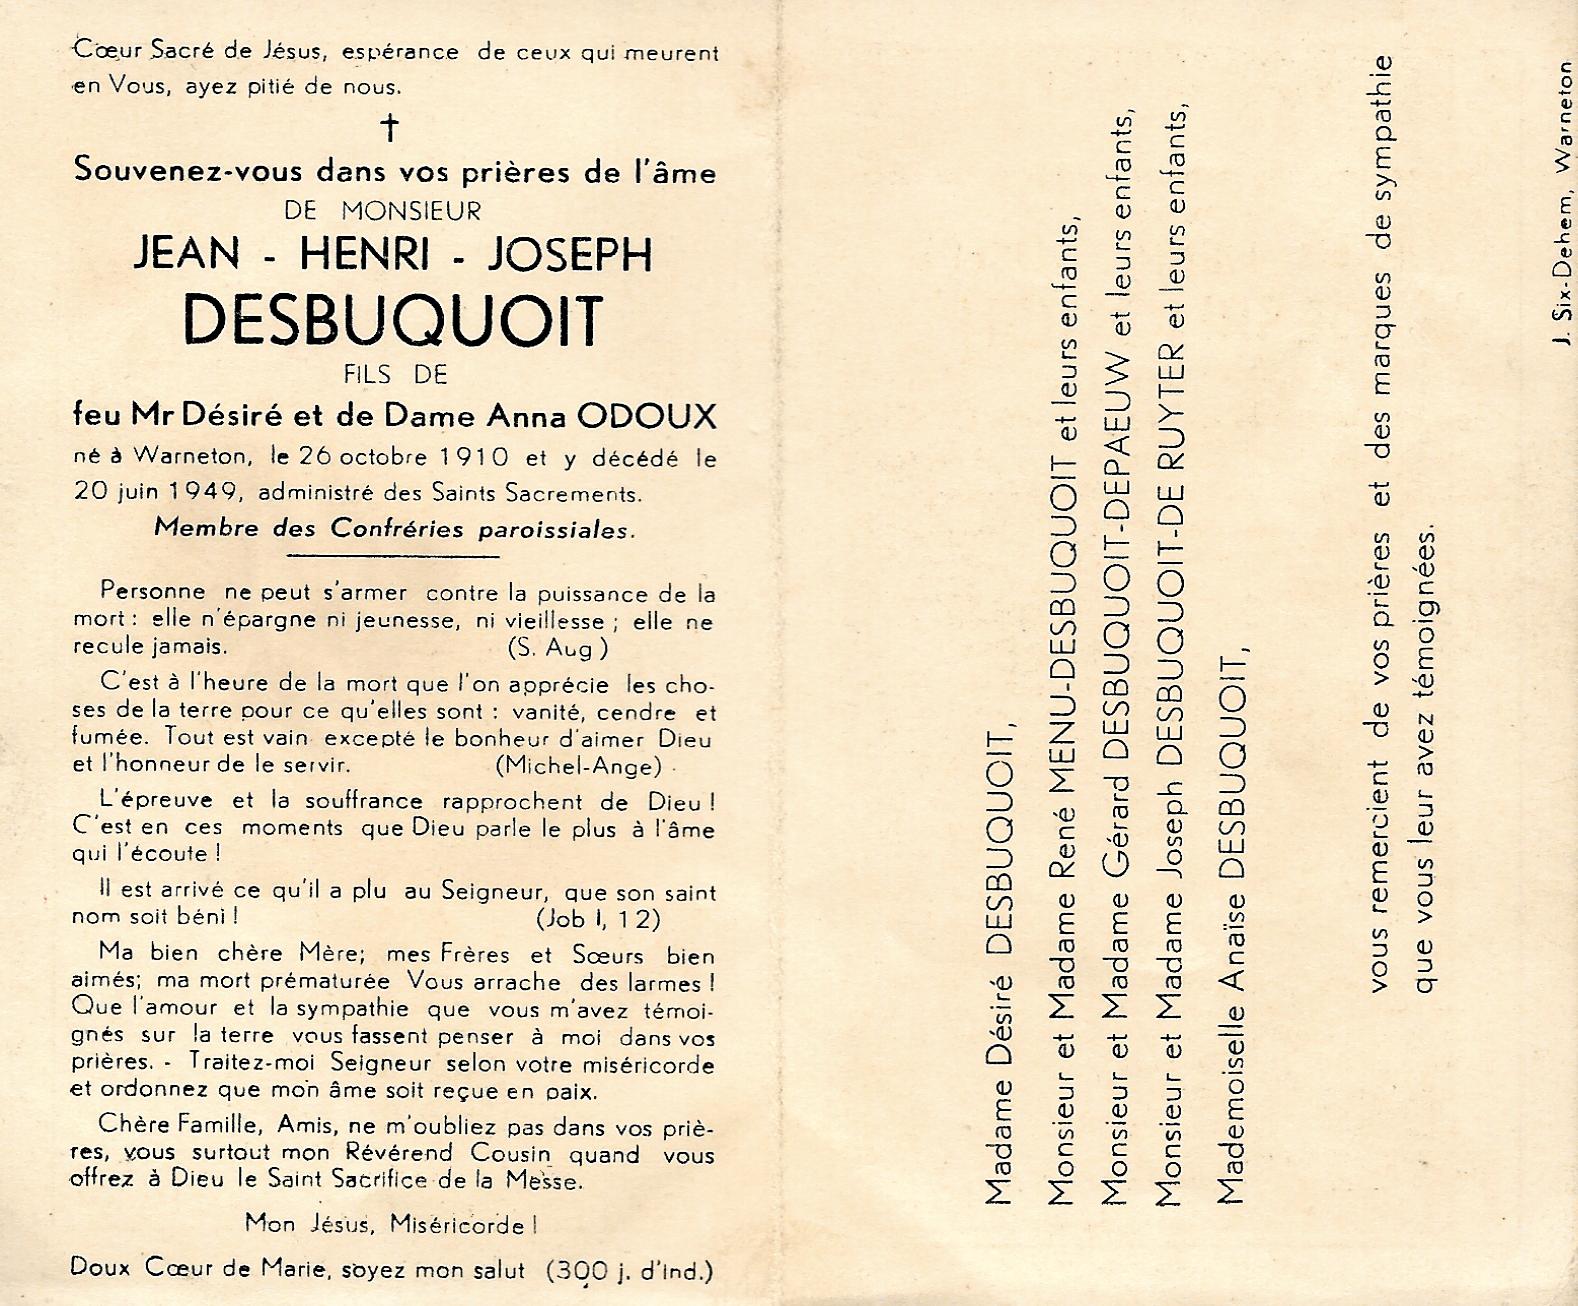 Cœur Sacré de Jésus, espérance de ceux qui meurent
en Vous, ayez pitié de nous.
†
Souvenez-vous dans vos prières de l'âme
DE MONSIEUR
JEAN - HENRI - JOSEPH
DESBUQUOIT
FILS DE
feu Mr Désiré et de Dame Anna ODOUX
né à Warneton, le 26 octobre 1910 et y décédé le
20 juin 1949, administré des Saints Sacrements.
Membre des Confréries paroissiales.
Personne ne peut s'armer contre la puissance de la
mort : elle n'épargne ni jeunesse, ni vieillesse ; elle ne
recule jamais. (S. Aug )
C'est à l'heure de la mort que l'on apprécie les cho-
ses de la terre pour ce qu'elles sont : vanité, cendre et
fumée. Tout est vain excepté le bonheur d'aimer Dieu
et l'honneur de le servir. (Michel-Ange)
L'épreuve et la souffrance rapprochent de Dieu !
C'est en ces moments que Dieu parle le plus à l'âme
qui l'écoute !
Il est arrivé ce qu'il a plu au Seigneur, que son saint
nom soit béni ! (Job I, 12)
Ma bien chère Mère; mes Frères et Sœurs bien
aimés; ma mort prématurée Vous arrache des larmes !
Que l'amour et la sympathie que vous m'avez témoi-
gnés sur la terre vous fassent penser à moi dans vos
prières. - Traitez-moi Seigneur selon votre miséricorde
et ordonnez que mon âme soit reçue en paix.
Chère Famille, Amis, ne m'oubliez pas dans vos priè-
res, vous surtout mon Révérend Cousin quand vous
offrez à Dieu le Saint Sacrifice de la Messe.
Mon Jésus, Miséricorde !
Doux Cœur de Marie, soyez mon salut (300 j. d'ind.)
Madame Désiré DESBUQUOIT,
Monsieur et Madame René MENU-DESBUQUOIT et leurs enfants,
Monsieur et Madame Gérard DESBUQUOIT-DEPAEUW et leurs enfants,
Monsieur et Madame Joseph DESBUQUOIT-DE RUYTER et leurs enfants,
Mademoiselle Anaïse DESBUQUOIT,
vous remercient de vos prières et des marques de sympathie
que vous leur avez témoignées.
J. Six-Dehem, Warneton